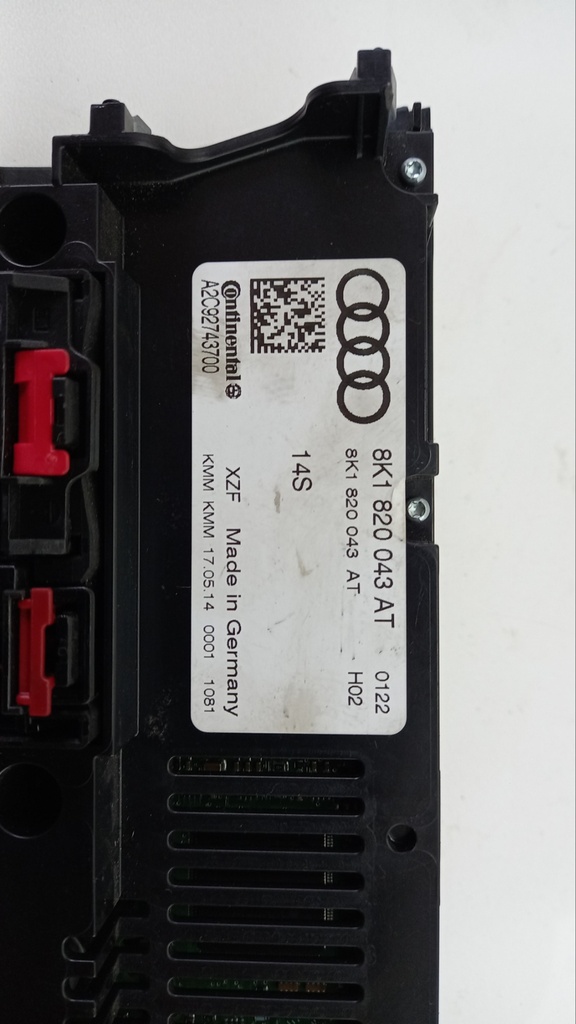 8K1 820 043 AT 0122
8K1 820 043 AT H02
14S
Continental
XZF Made in Germany
A2C92743700
KMM KMM 17.05.14 0001 1081